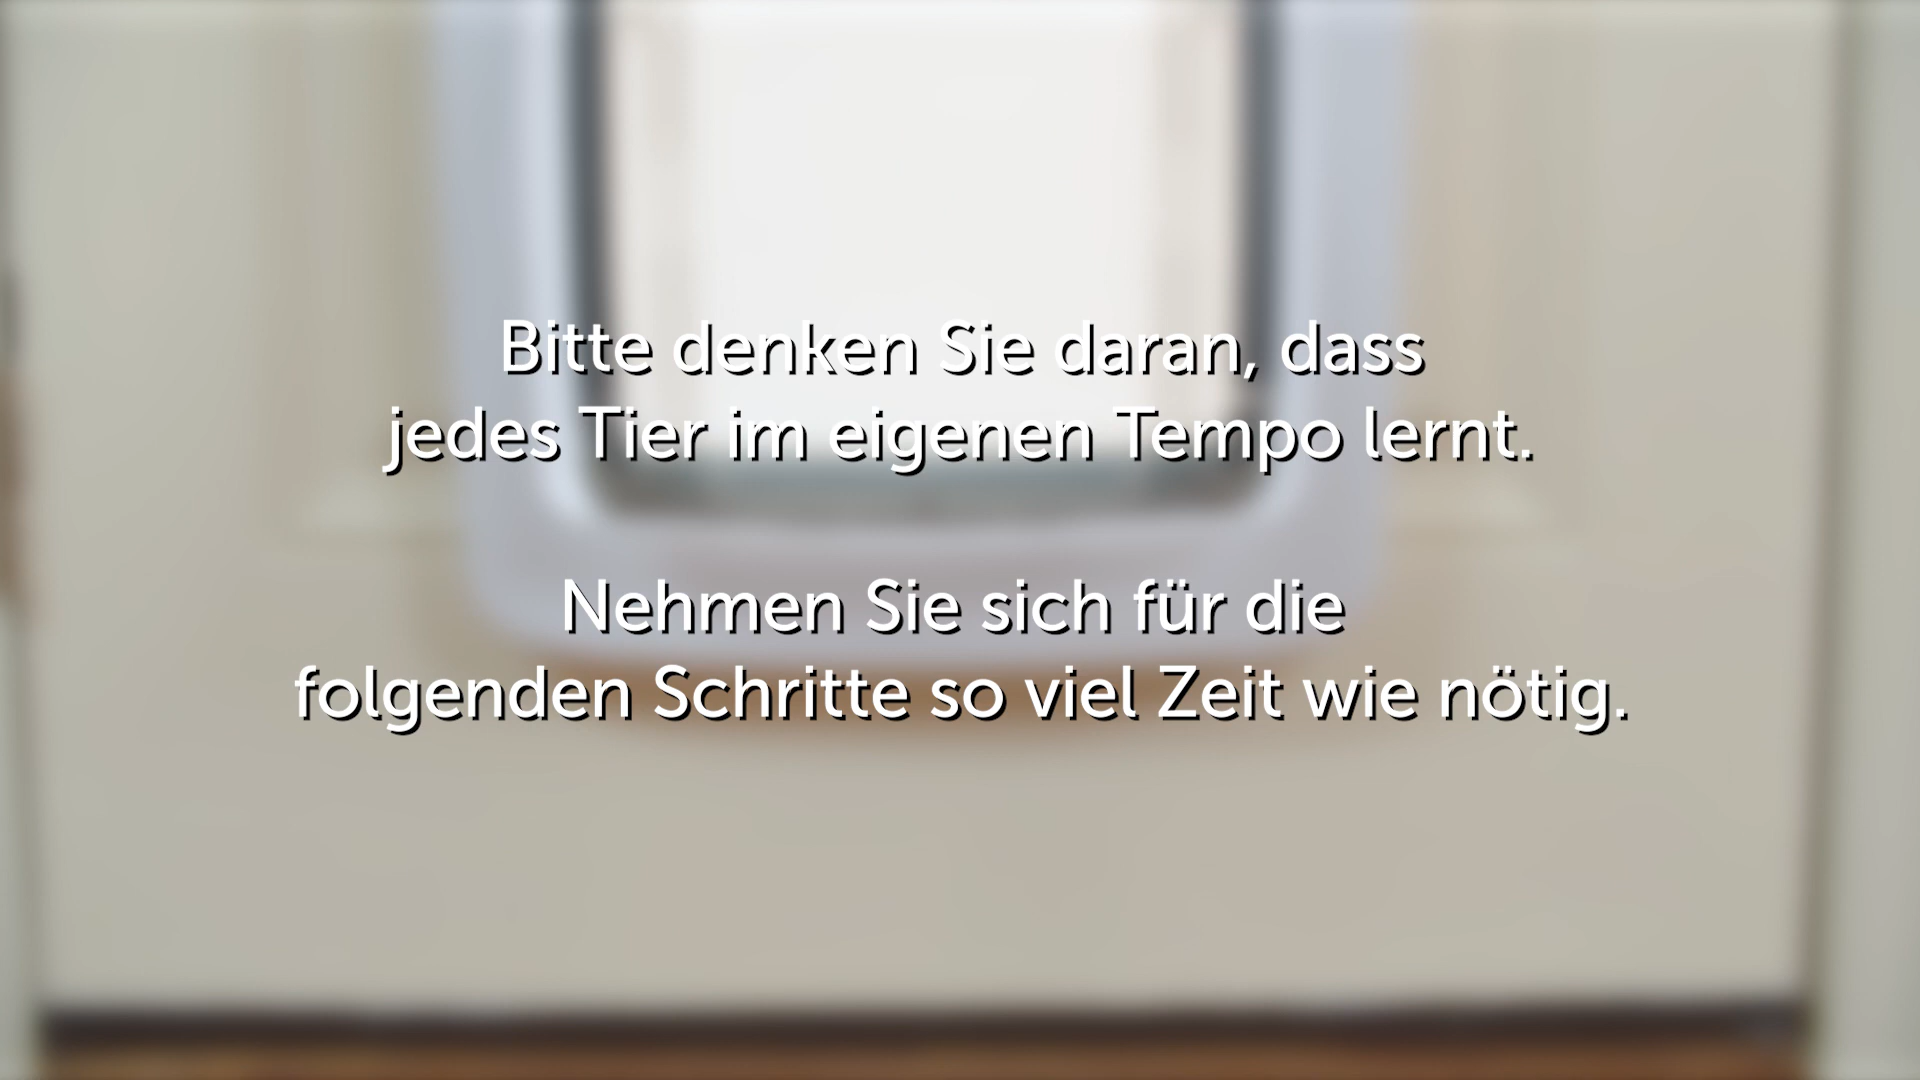 Bitte denken Sie daran, dass
jedes Tier im eigenen Tempo lernt.
Nehmen Sie sich für die
folgenden Schritte so viel Zeit wie nötig.